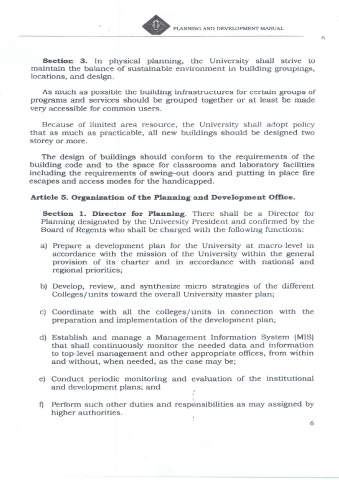 PLANNING AND DEVELOPMENT MANUAL
Section 3. In physical planning, the University shall strive to
maintain the balance of sustainable environment in building groupings,
locations, and design.
As much as possible the building infrastructures for certain groups of
programs and services should be grouped together or at least be made
very accessible for common users.
Because of limited area resource, the University shall adopt policy
that as much as practicable, all new buildings should be designed two
storey or more.
The design of buildings should conform to the requirements of the
building code and to the space for classrooms and laboratory facilities
including the requirements of swing-out doors and putting in place fire
escapes and access modes for the handicapped.
Article 5. Organization of the Planning and Development Office.
Section 1. Director for Planning. There shall be a Director for
Planning designated by the University President and confirmed by the
Board of Regents who shall be charged with the following functions:
a) Prepare a development plan for the University at macro-level in
accordance with the mission of the University within the general
provision of its charter and in accordance with national and
regional priorities;
b) Develop, review, and synthesize micro strategies of the different
Colleges/units toward the overall University master plan;
c) Coordinate with all the colleges/units in connection with the
preparation and implementation of the development plan;
d) Establish and manage a Management Information System (MIS)
that shall continuously monitor the needed data and information
to top-level management and other appropriate offices, from within
and without, when needed, as the case may be;
e) Conduct periodic monitoring and evaluation of the institutional
and development plans; and
f) Perform such other duties and responsibilities as may assigned by
higher authorities.
6